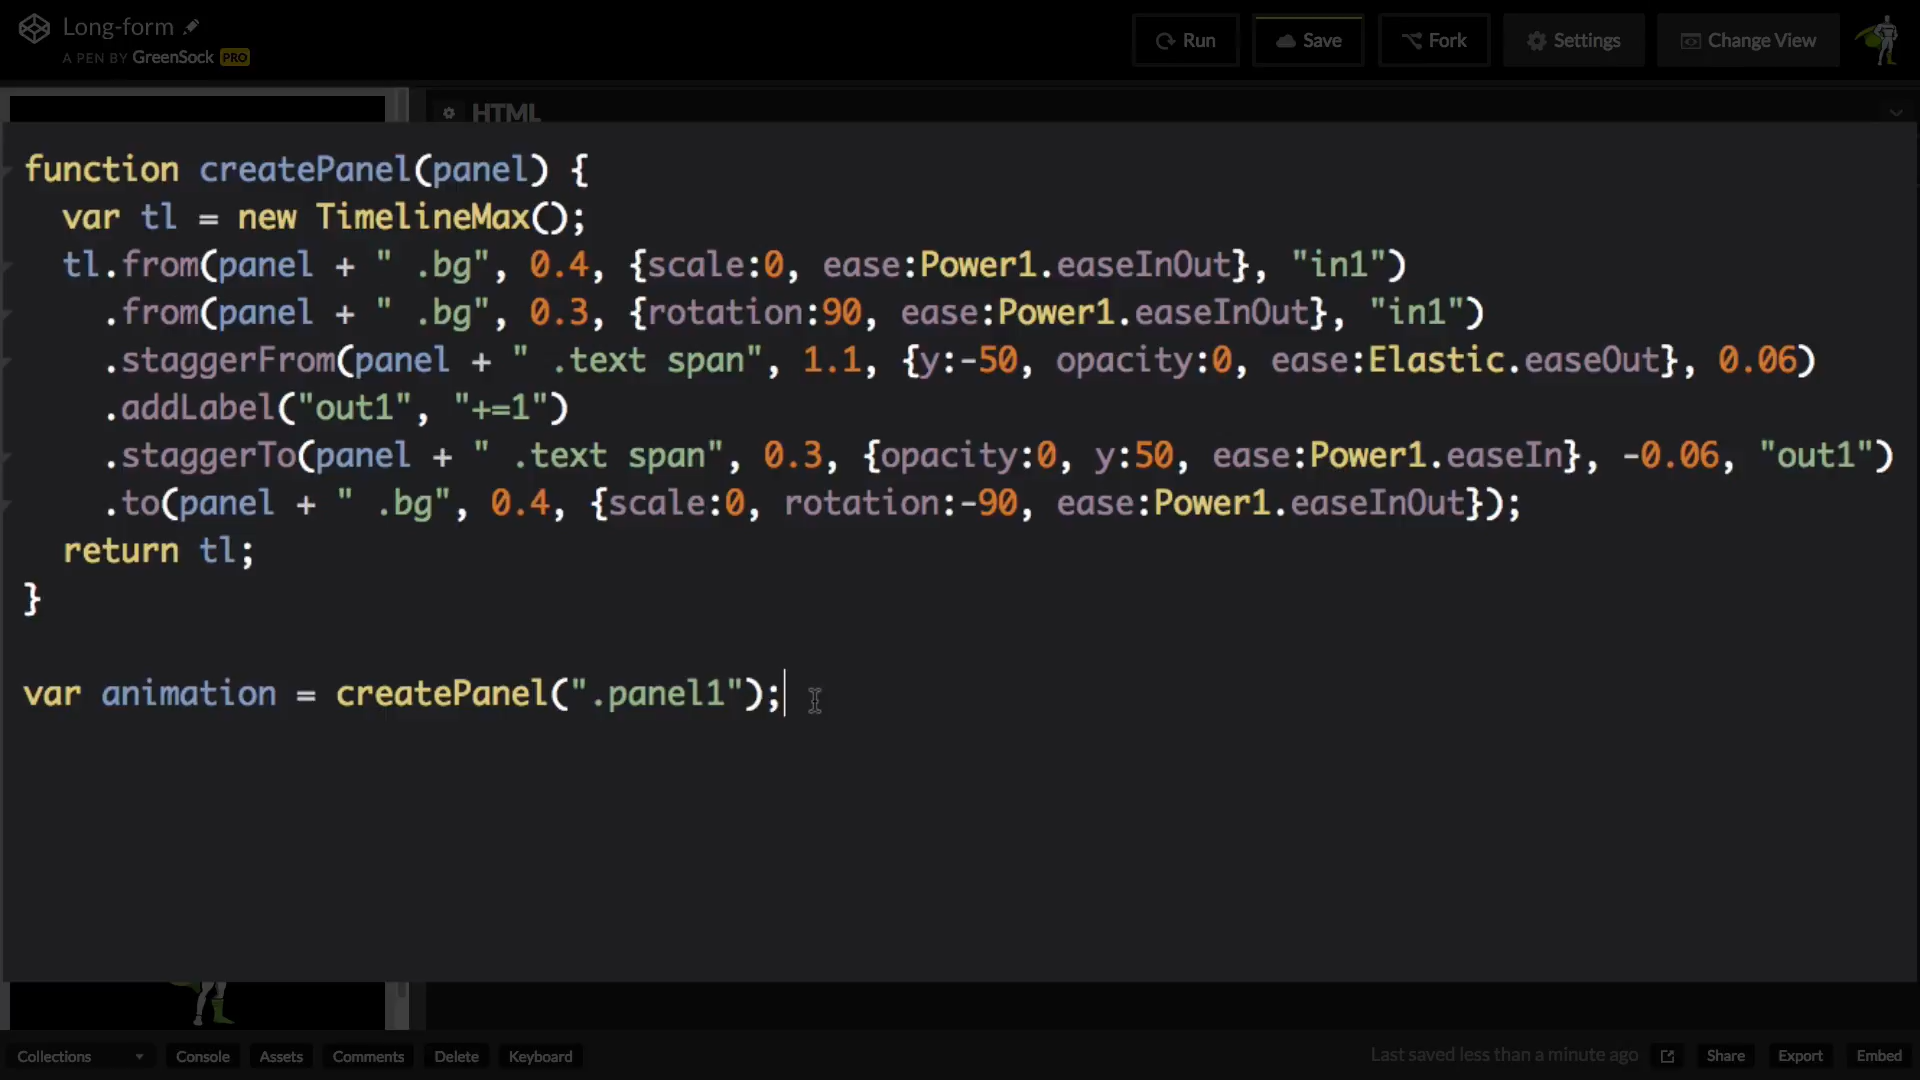 Long-form
A PEN BY GreenSock PRO
Run
Save
Fork
Settings
Change View
HTML
function createPanel(panel) {
  var tl = new TimelineMax();
  tl.from(panel + " .bg", 0.4, {scale:0, ease:Power1.easeInOut}, "in1")
    .from(panel + " .bg", 0.3, {rotation:90, ease:Power1.easeInOut}, "in1")
    .staggerFrom(panel + " .text span", 1.1, {y:-50, opacity:0, ease:Elastic.easeOut}, 0.06)
    .addLabel("out1", "+=1")
    .staggerTo(panel + " .text span", 0.3, {opacity:0, y:50, ease:Power1.easeIn}, -0.06, "out1")
    .to(panel + " .bg", 0.4, {scale:0, rotation:-90, ease:Power1.easeInOut});
  return tl;
}
var animation = createPanel(".panel1");
Collections
Console
Assets
Comments
Delete
Keyboard
Last saved less than a minute ago
Share
Export
Embed